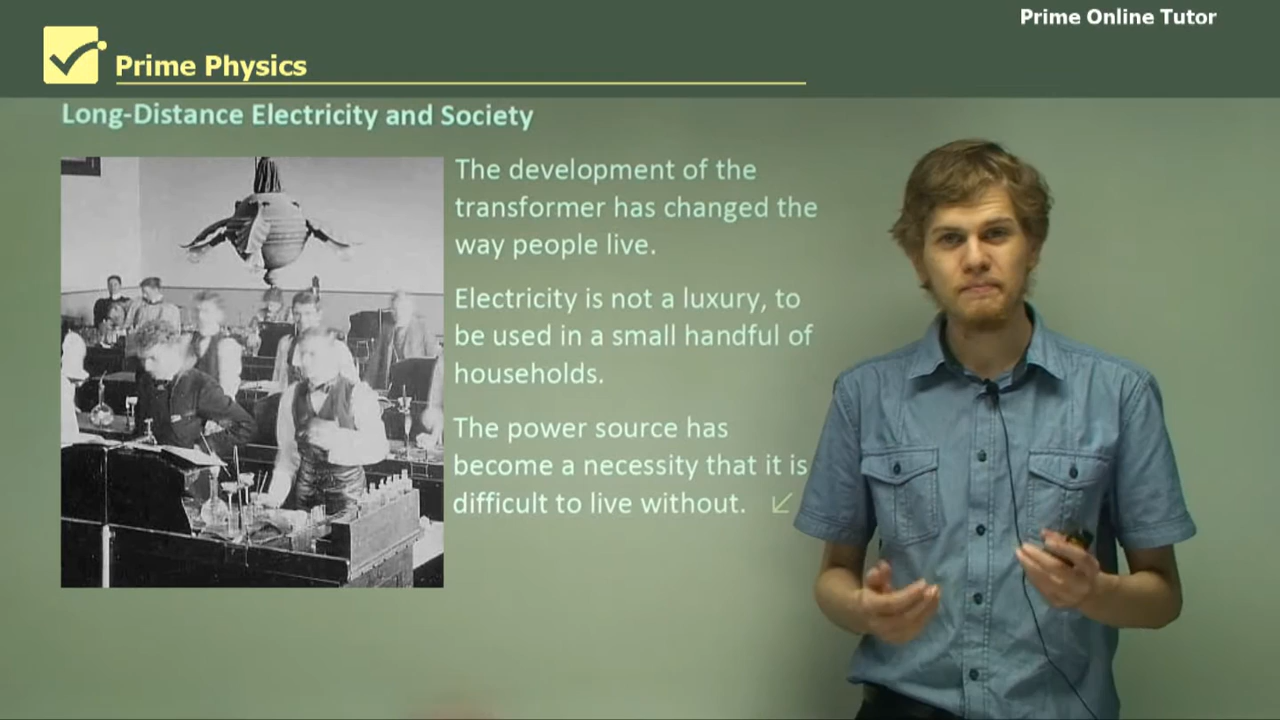 Prime Online Tutor
Prime Physics
Long-Distance Electricity and Society
The development of the
transformer has changed the
way people live.
Electricity is not a luxury, to
be used in a small handful of
households.
The power source has
become a necessity that it is
difficult to live without.